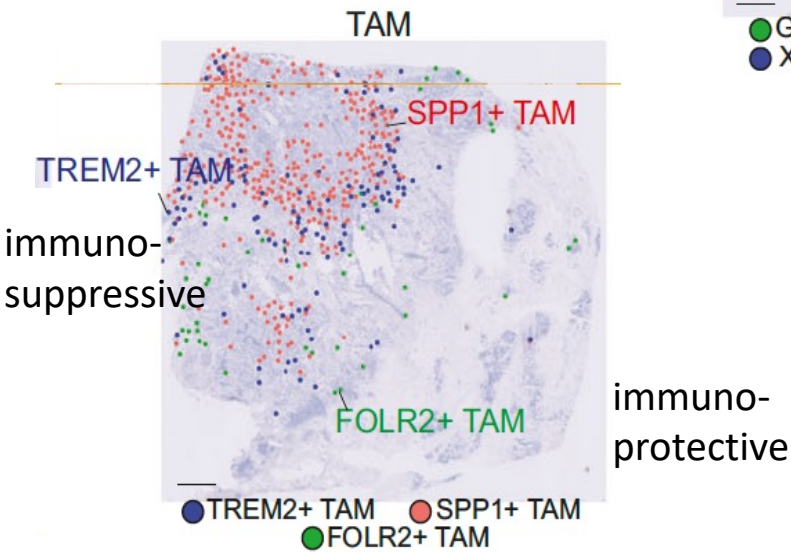 TAM
G
X
SPP1+ TAM
TREM2+ TAM
immuno-
suppressive
FOLR2+ TAM
immuno-
protective
TREM2+ TAM SPP1+ TAM
FOLR2+ TAM